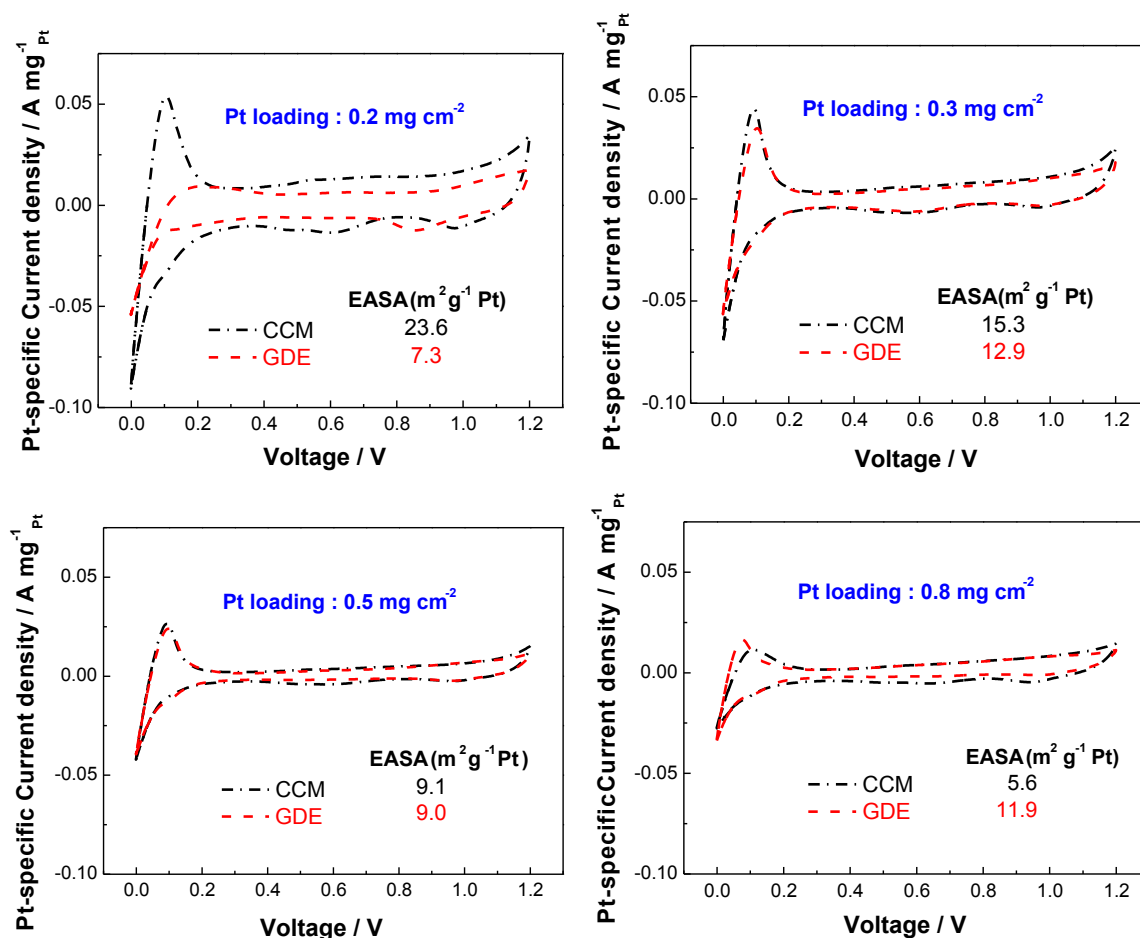 Pt-specific Current density / A mg⁻¹Pt
0.05
0.00
-0.05
-0.10
Pt loading : 0.2 mg cm⁻²
EASA(m² g⁻¹ Pt)
CCM 23.6
GDE 7.3
0.0 0.2 0.4 0.6 0.8 1.0 1.2
Voltage / V
Pt-specific Current density / A mg⁻¹Pt
0.05
0.00
-0.05
-0.10
Pt loading : 0.3 mg cm⁻²
EASA(m² g⁻¹ Pt)
CCM 15.3
GDE 12.9
0.0 0.2 0.4 0.6 0.8 1.0 1.2
Voltage / V
Pt-specific Current density / A mg⁻¹Pt
0.05
0.00
-0.05
-0.10
Pt loading : 0.5 mg cm⁻²
EASA(m² g⁻¹ Pt)
CCM 9.1
GDE 9.0
0.0 0.2 0.4 0.6 0.8 1.0 1.2
Voltage / V
Pt-specific Current density / A mg⁻¹Pt
0.05
0.00
-0.05
-0.10
Pt loading : 0.8 mg cm⁻²
EASA(m² g⁻¹ Pt)
CCM 5.6
GDE 11.9
0.0 0.2 0.4 0.6 0.8 1.0 1.2
Voltage / V